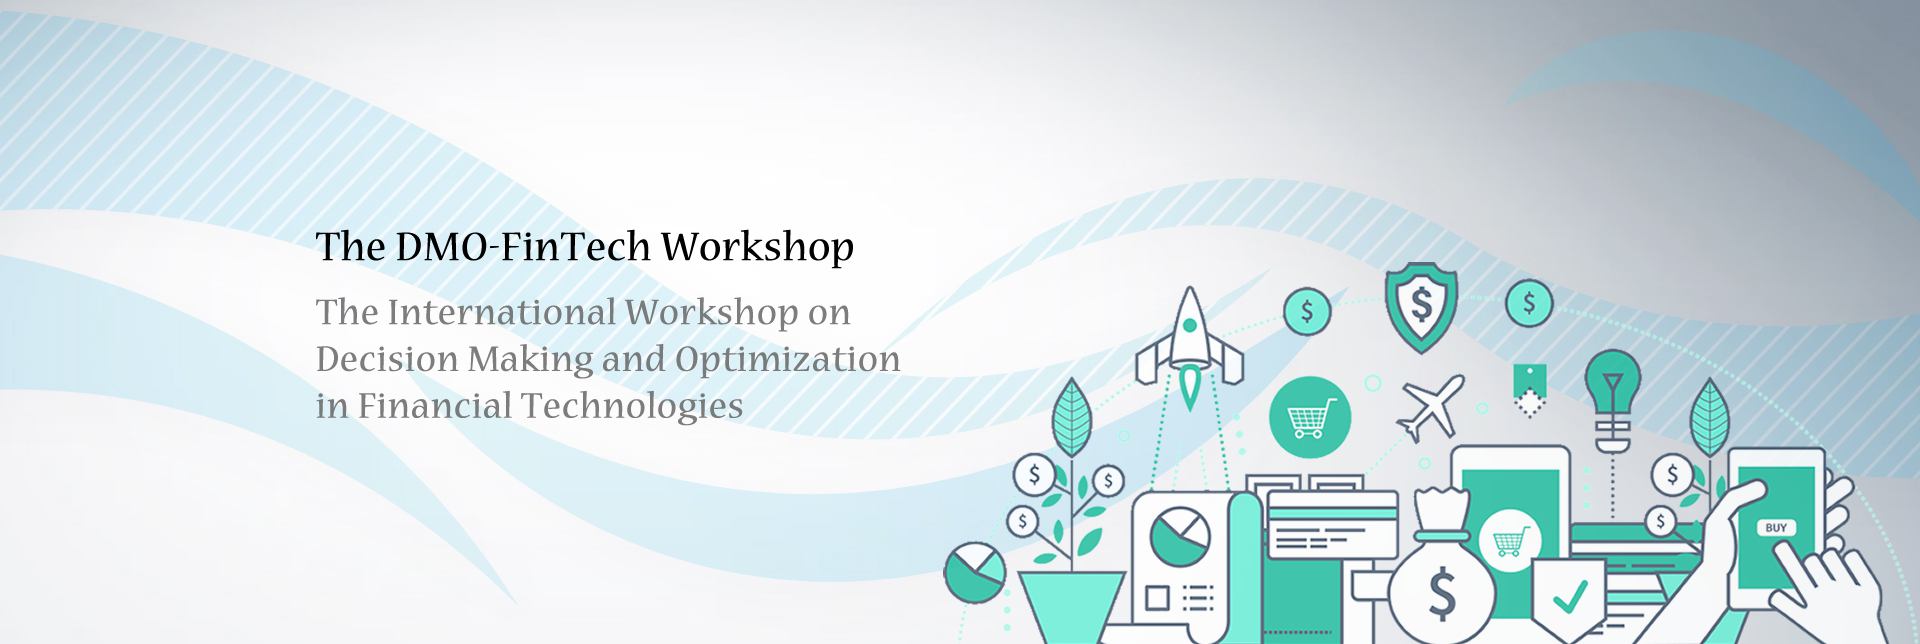 The DMO-FinTech Workshop
The International Workshop on
Decision Making and Optimization
in Financial Technologies
$
$
$
$
$
$
$
$
BUY